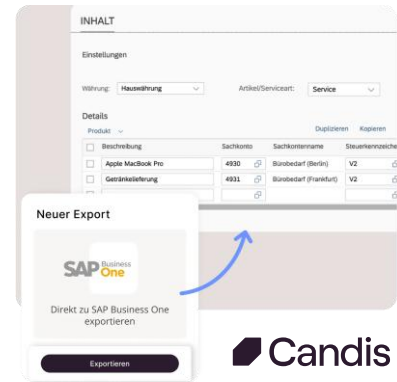 INHALT
Einstellungen
Währung: Hauswährung Artikel/Serviceart: Service
Details
Produkt Duplizieren Kopieren
Beschreibung Sachkonto Sachkontenname Steuerkennzeiche
Apple MacBook Pro 4930 Bürobedarf (Berlin) V2
Getränkelieferung 4931 Bürobedarf (Frankfurt) V2
Neuer Export
SAP Business One
Direkt zu SAP Business One
exportieren
Exportieren
Candis